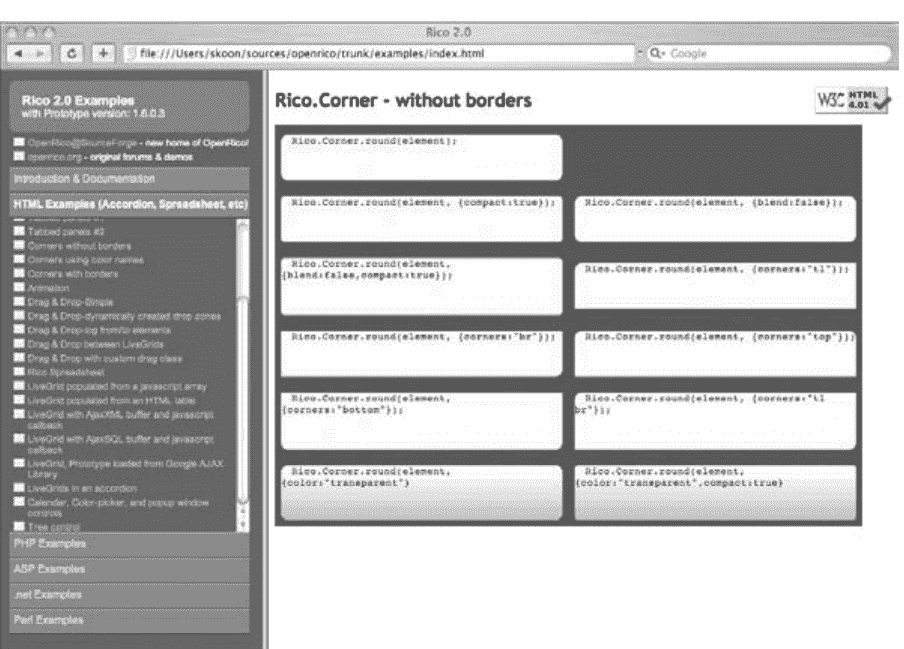 Rico 2.0
file:///Users/skoon/sources/openrico/trunk/examples/index.html
Google
Rico 2.0 Examples
with Prototype version: 1.6.0.3
OpenRico@SourceForge - new home of OpenRico!
openrico.org - original forums & demos
Introduction & Documentation
HTML Examples (Accordion, Spreadsheet, etc)
Tabbed panels #2
Corners without borders
Corners using color names
Corners with borders
Animation
Drag & Drop-Simple
Drag & Drop-dynamically created drop zones
Drag & Drop-log from/to elements
Drag & Drop between LiveGrids
Drag & Drop with custom drag class
Rico Spreadsheet
LiveGrid populated from a javascript array
LiveGrid populated from an HTML table
LiveGrid with AjaxXML buffer and javascript
callback
LiveGrid with AjaxSQL buffer and javascript
callback
LiveGrid, Prototype loaded from Google AJAX
Library
LiveGrids in an accordion
Calendar, Color-picker, and popup window
controls
Tree control
PHP Examples
ASP Examples
.net Examples
Perl Examples
Rico.Corner - without borders
W3C HTML
4.01
Rico.Corner.round(element);
Rico.Corner.round(element, {compact:true});
Rico.Corner.round(element, {blend:false});
Rico.Corner.round(element,
{blend:false,compact:true});
Rico.Corner.round(element, {corners:"tl"});
Rico.Corner.round(element, {corners:"br"});
Rico.Corner.round(element, {corners:"top"});
Rico.Corner.round(element,
{corners:"bottom"});
Rico.Corner.round(element, {corners:"tl
br"});
Rico.Corner.round(element,
{color:"transparent"}
Rico.Corner.round(element,
{color:"transparent",compact:true}